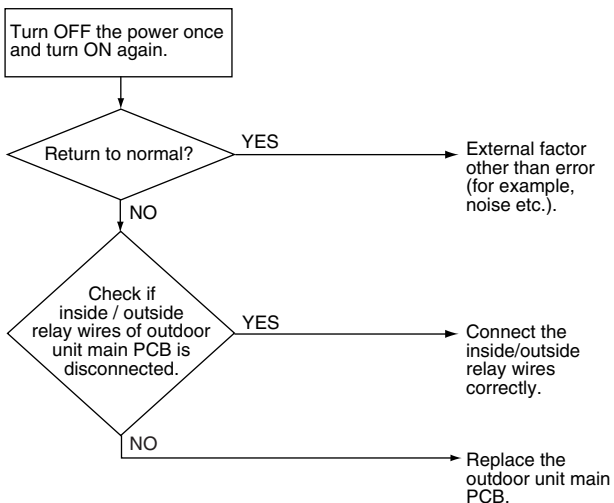 Turn OFF the power once
and turn ON again.
Return to normal?
YES
External factor
other than error
(for example,
noise etc.).
NO
Check if
inside / outside
relay wires of outdoor
unit main PCB is
disconnected.
YES
Connect the
inside/outside
relay wires
correctly.
NO
Replace the
outdoor unit main
PCB.